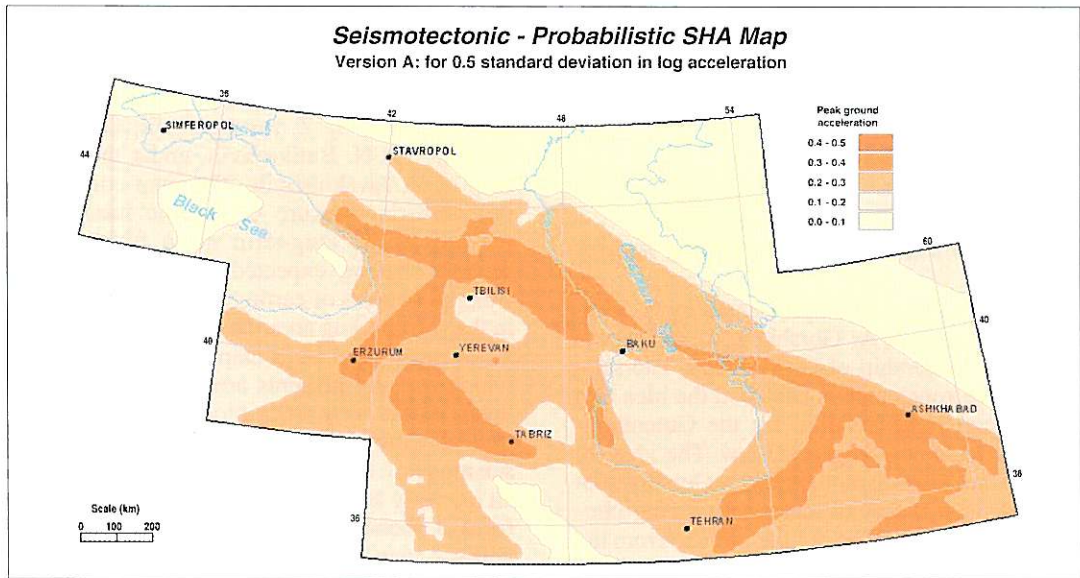 Seismotectonic - Probabilistic SHA Map
Version A: for 0.5 standard deviation in log acceleration
36
42
48
54
60
44
40
36
40
36
SIMFEROPOL
STAVROPOL
Black Sea
TBILISI
ERZURUM
YEREVAN
BAKU
TABRIZ
ASHKHABAD
TEHRAN
Peak ground
acceleration
0.4 - 0.5
0.3 - 0.4
0.2 - 0.3
0.1 - 0.2
0.0 - 0.1
Scale (km)
0 100 200